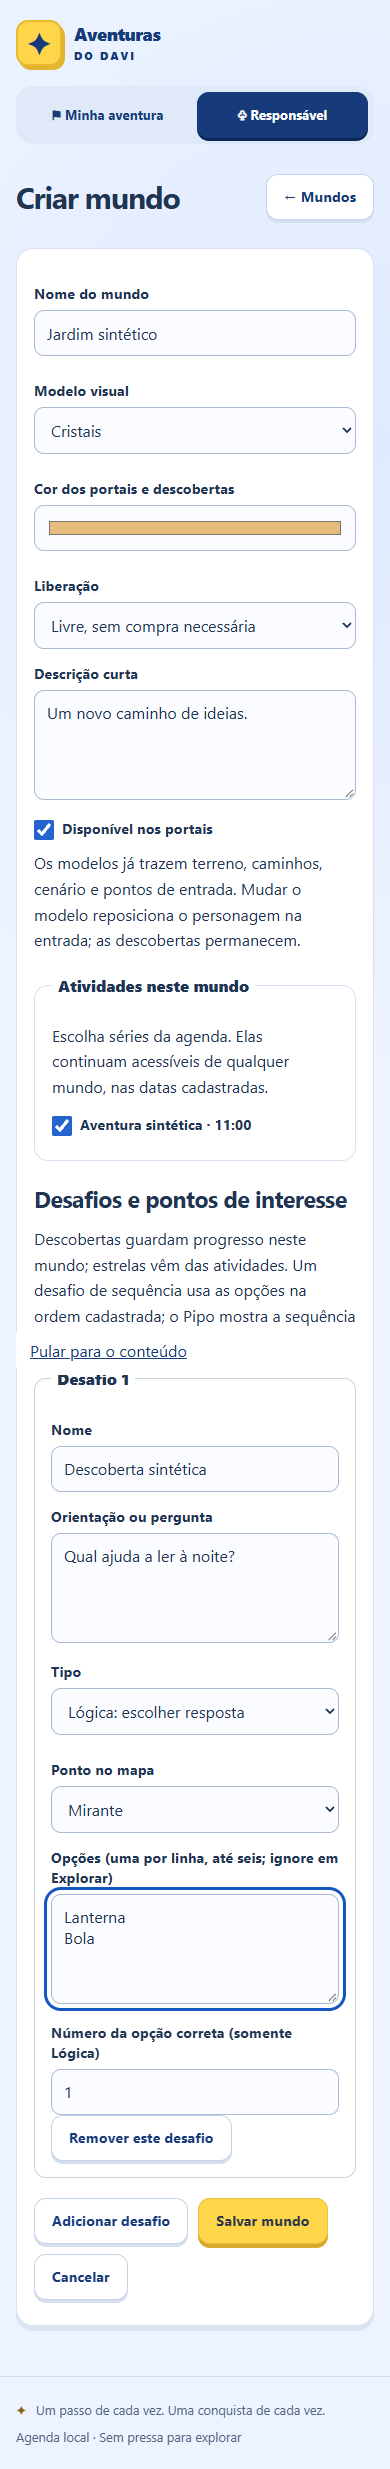 Aventuras
DO DAVI
Minha aventura
Responsável
Criar mundo
← Mundos
Nome do mundo
Jardim sintético
Modelo visual
Cristais
Cor dos portais e descobertas
Liberação
Livre, sem compra necessária
Descrição curta
Um novo caminho de ideias.
Disponível nos portais
Os modelos já trazem terreno, caminhos,
cenário e pontos de entrada. Mudar o
modelo reposiciona o personagem na
entrada; as descobertas permanecem.
Atividades neste mundo
Escolha séries da agenda. Elas
continuam acessíveis de qualquer
mundo, nas datas cadastradas.
Aventura sintética · 11:00
Desafios e pontos de interesse
Descobertas guardam progresso neste
mundo; estrelas vêm das atividades. Um
desafio de sequência usa as opções na
ordem cadastrada; o Pipo mostra a sequência
Pular para o conteúdo
Desafio 1
Nome
Descoberta sintética
Orientação ou pergunta
Qual ajuda a ler à noite?
Tipo
Lógica: escolher resposta
Ponto no mapa
Mirante
Opções (uma por linha, até seis; ignore em
Explorar)
Lanterna
Bola
Número da opção correta (somente
Lógica)
1
Remover este desafio
Adicionar desafio
Salvar mundo
Cancelar
Um passo de cada vez. Uma conquista de cada vez.
Agenda local · Sem pressa para explorar